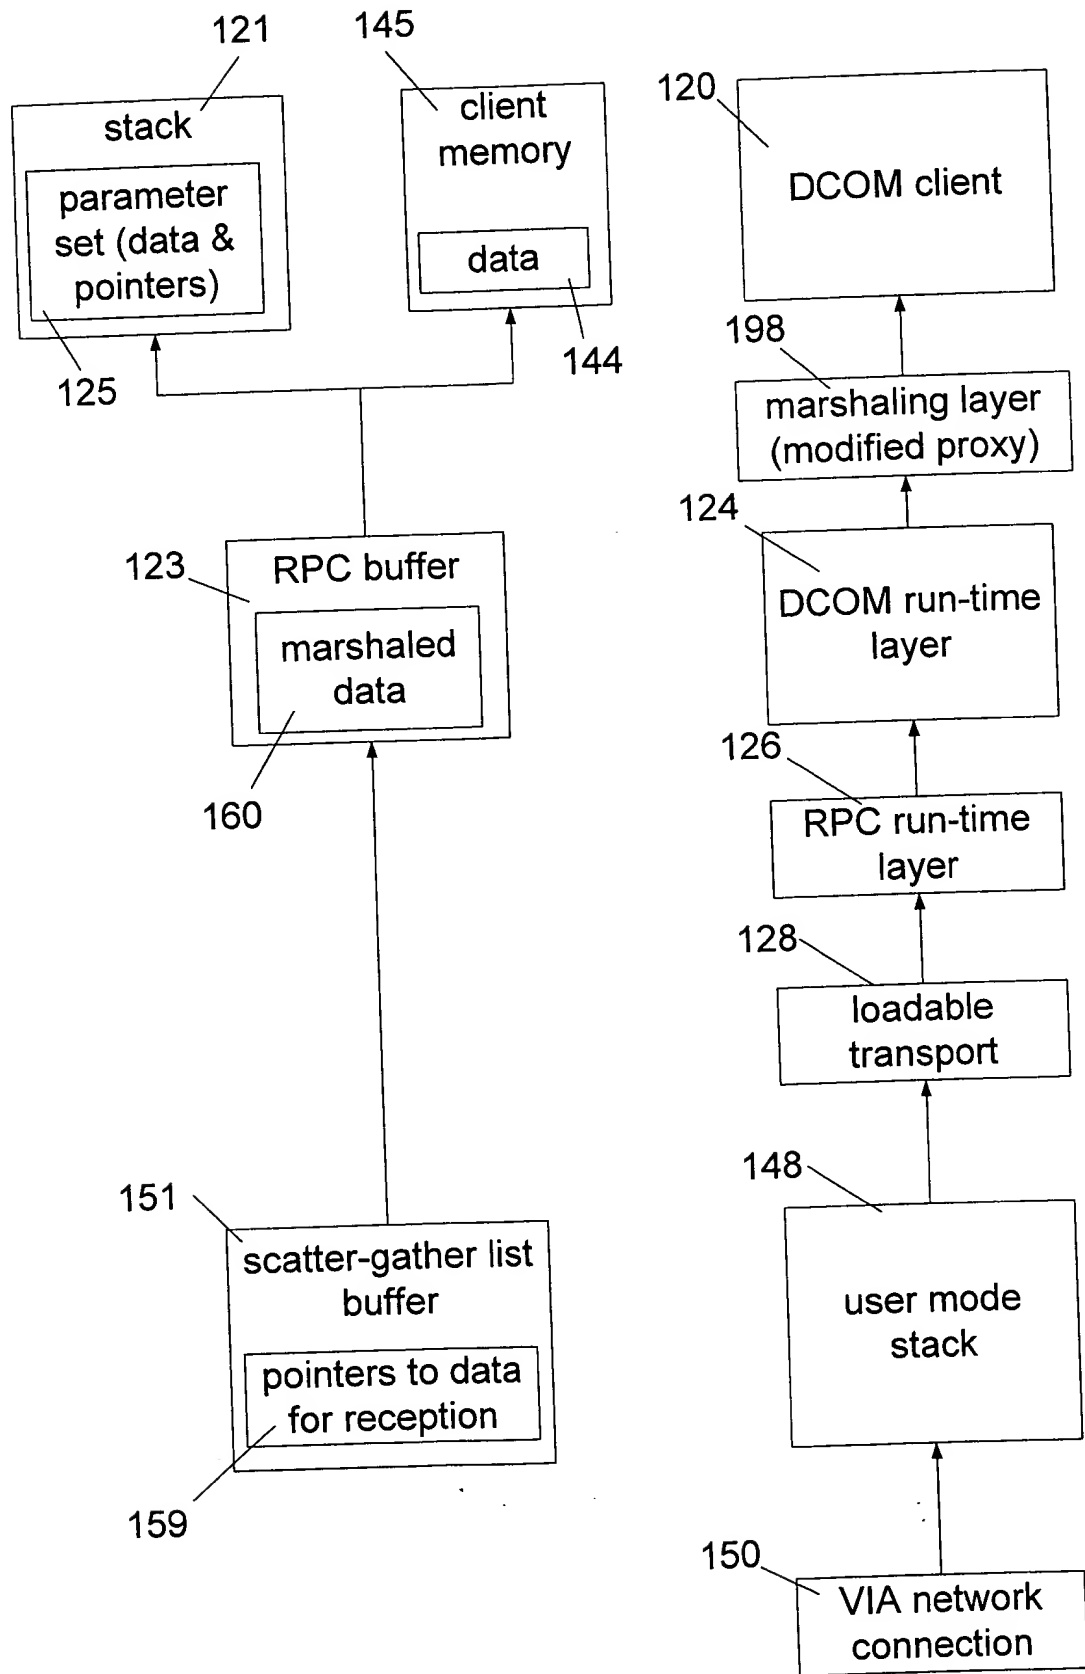 121
145
stack
parameter
set (data &
pointers)
125
client
memory
data
144
120
DCOM client
198
marshaling layer
(modified proxy)
123
RPC buffer
marshaled
data
160
124
DCOM run-time
layer
126
RPC run-time
layer
128
loadable
transport
151
scatter-gather list
buffer
pointers to data
for reception
159
148
user mode
stack
150
VIA network
connection